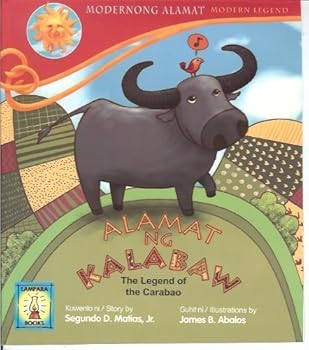 MODERNONG ALAMAT MODERN LEGEND
ALAMAT
NG
KALABAW
The Legend of
the Carabao
Kuwento ni / Story by
Segundo D. Matias, Jr.
Guhit ni / Illustrations by
James B. Abalos
LAMPARA
BOOKS